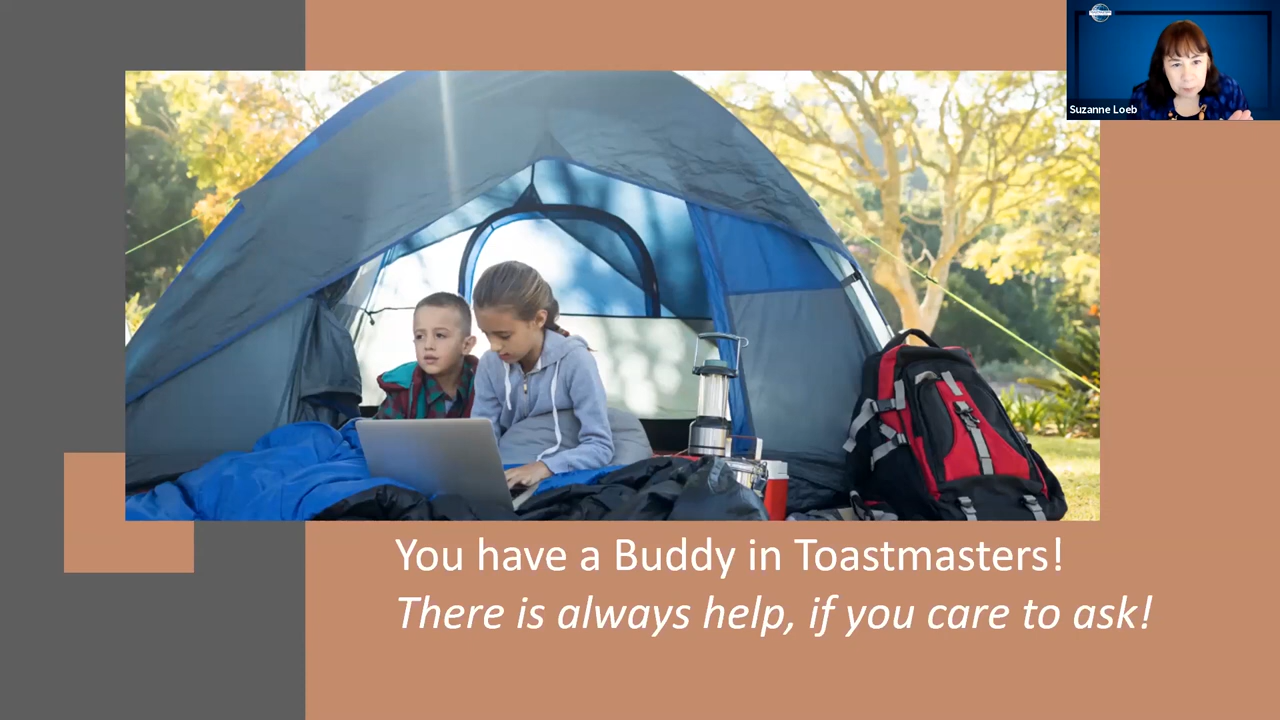 Suzanne Loeb
You have a Buddy in Toastmasters!
There is always help, if you care to ask!